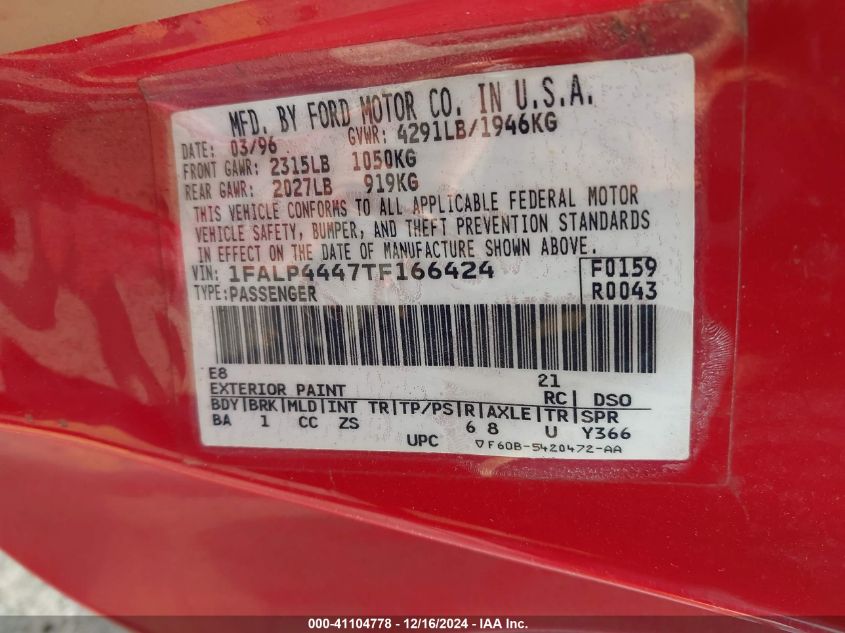 MFD. BY FORD MOTOR CO. IN U.S.A.
DATE: 03/96 GVWR: 4291LB/1946KG
FRONT GAWR: 2315LB 1050KG
REAR GAWR: 2027LB 919KG
THIS VEHICLE CONFORMS TO ALL APPLICABLE FEDERAL MOTOR
VEHICLE SAFETY, BUMPER, AND THEFT PREVENTION STANDARDS
IN EFFECT ON THE DATE OF MANUFACTURE SHOWN ABOVE.
VIN: 1FALP4447TF166424 F0159
TYPE: PASSENGER R0043
E8 21
EXTERIOR PAINT RC| DSO
BDY|BRK|MLD|INT TR|TP/PS|R|AXLE|TR|SPR
BA 1 CC ZS 6 8 U Y366
UPC ▽F60B-5420472-AA
000-41104778 - 12/16/2024 - IAA Inc.